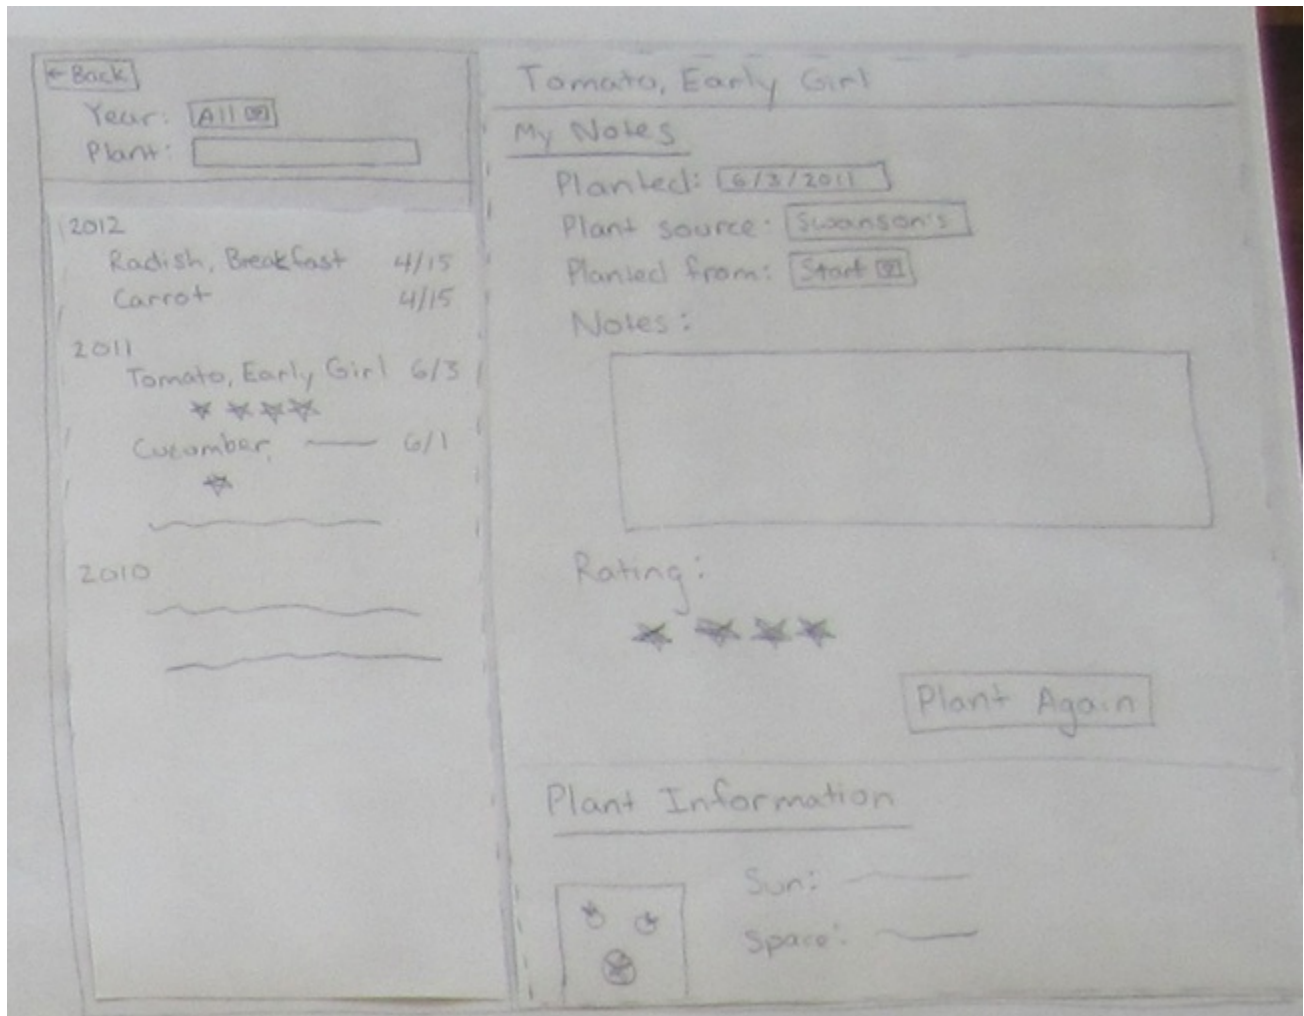 ← Back
Year: All
Plant:
2012
Radish, Breakfast 4/15
Carrot 4/15
2011
Tomato, Early Girl 6/3
Cucumber, 6/1
2010
Tomato, Early Girl
My Notes
Planted: 6/3/2011
Plant source: Swanson's
Planted from: Start
Notes:
Rating:
Plant Again
Plant Information
Sun:
Space: